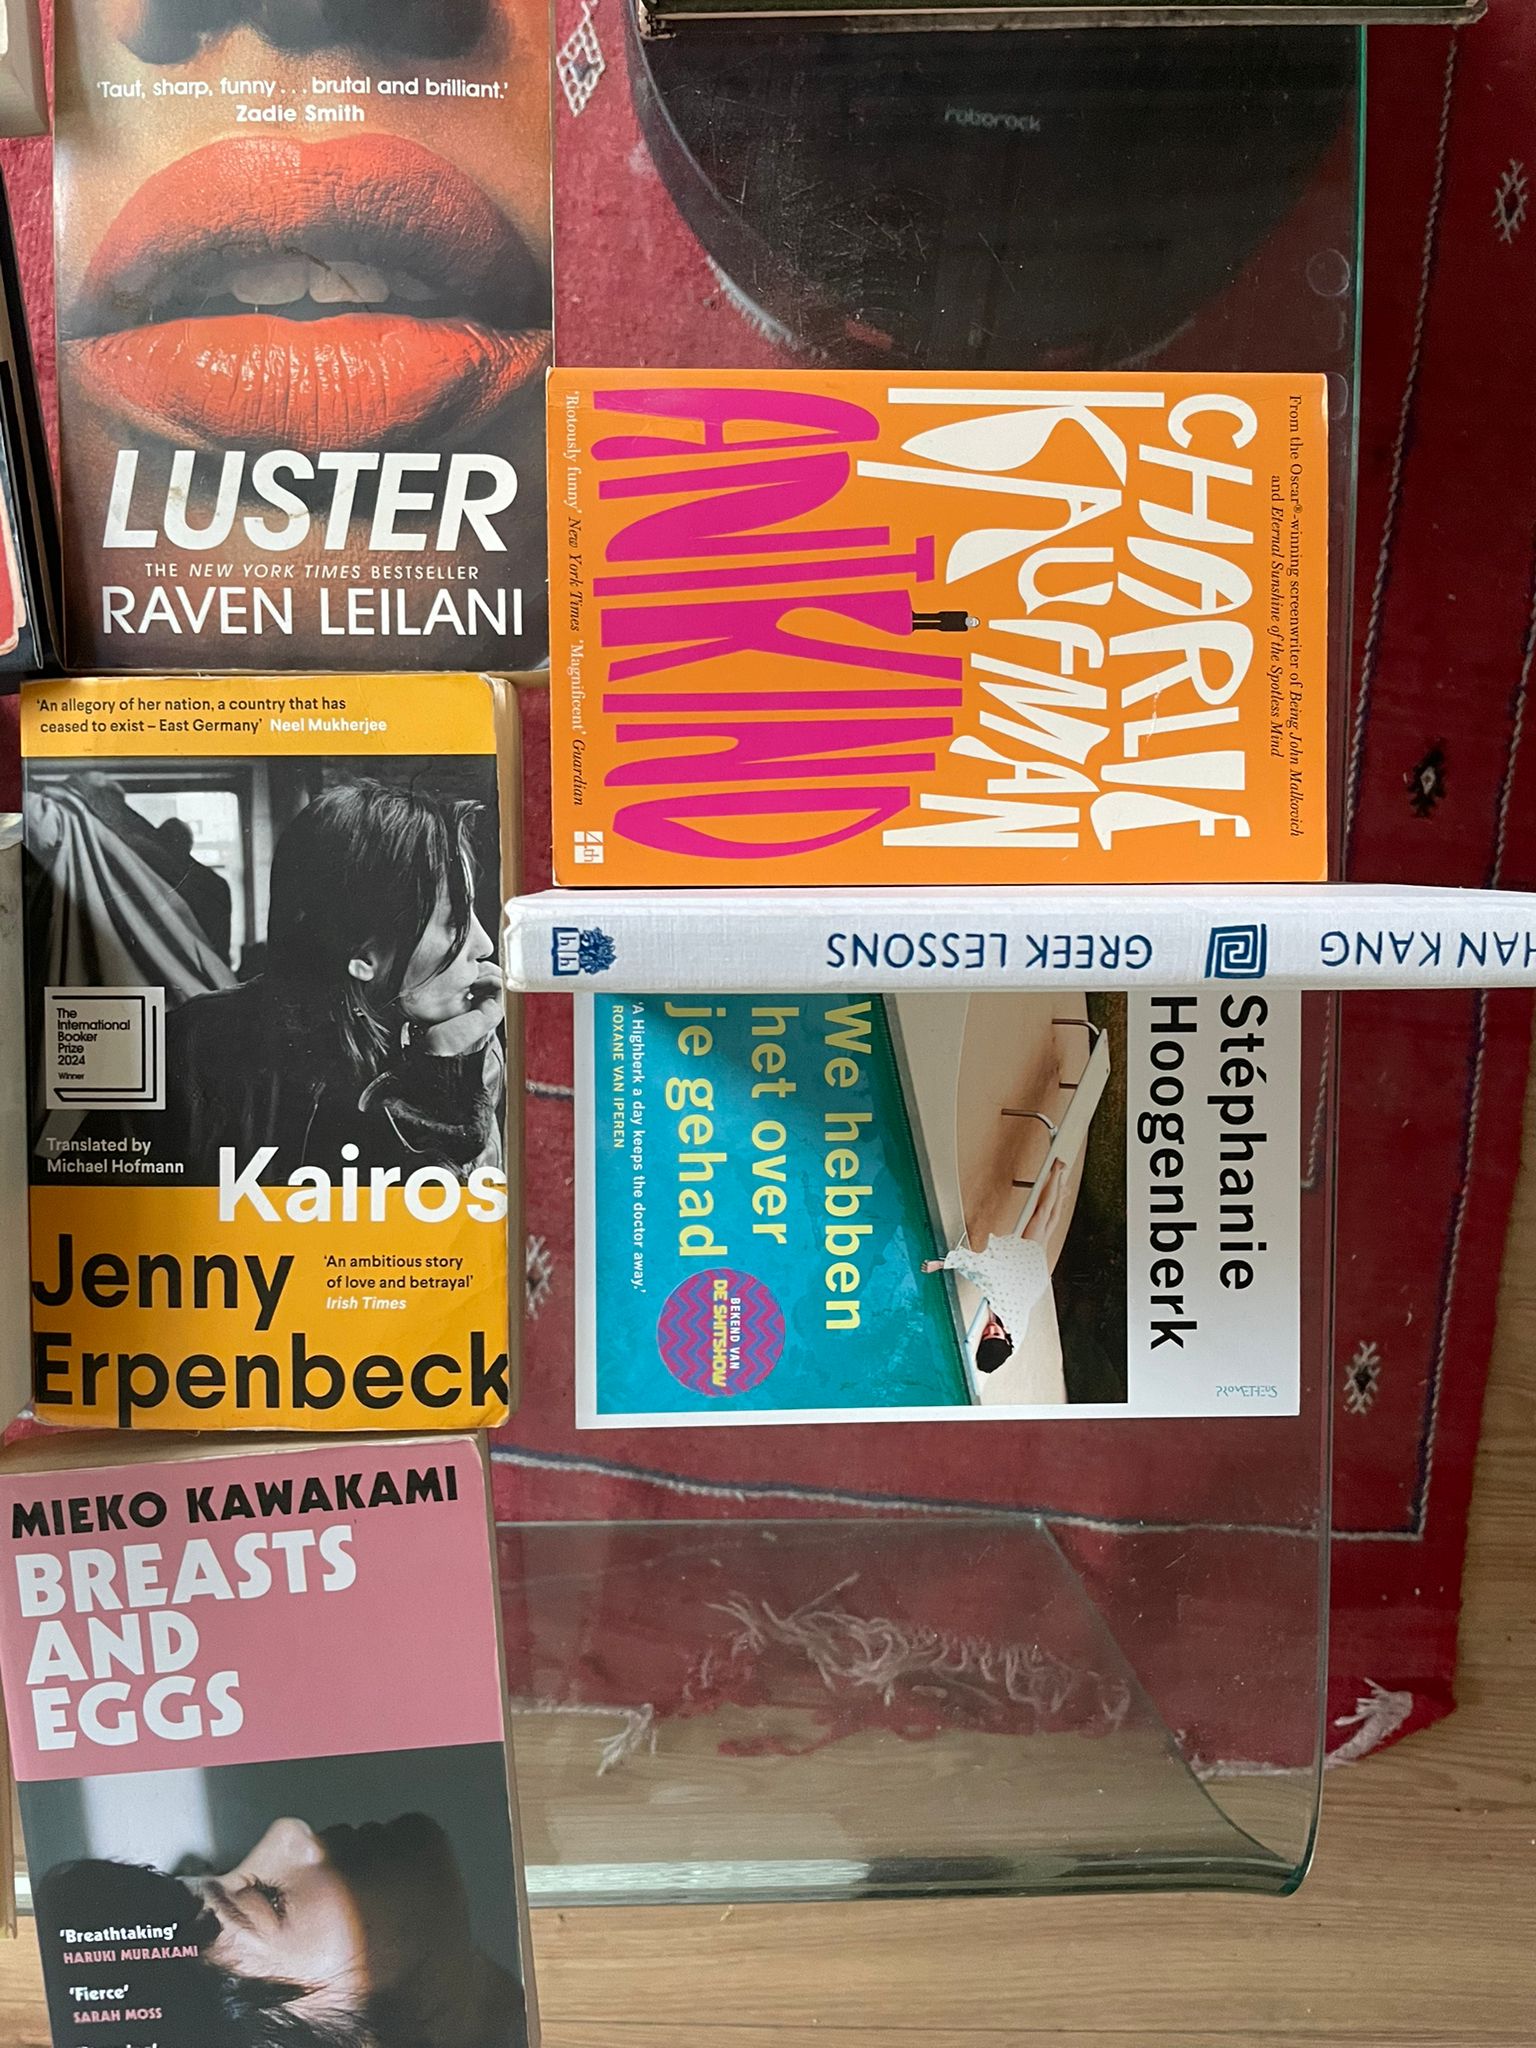 'Taut, sharp, funny . . . brutal and brilliant.'
Zadie Smith
LUSTER
THE NEW YORK TIMES BESTSELLER
RAVEN LEILANI
roborock
From the Oscar®-winning screenwriter of Being John Malkovich
and Eternal Sunshine of the Spotless Mind
CHARLIE
KAUFMAN
ANTKIND
'Riotously funny' New York Times 'Magnificent' Guardian
4th
'An allegory of her nation, a country that has
ceased to exist – East Germany' Neel Mukherjee
The
International
Booker
Prize
2024
Winner
Translated by
Michael Hofmann
Kairos
Jenny
Erpenbeck
'An ambitious story
of love and betrayal'
Irish Times
HAN KANG
GREEK LESSONS
hh
Stéphanie
Hoogenberk
We hebben
het over
je gehad
'A Highberk a day keeps the doctor away.'
ROXANE VAN IPEREN
BEKEND VAN
DE SHITSHOW
PROMETHEUS
MIEKO KAWAKAMI
BREASTS
AND
EGGS
'Breathtaking'
HARUKI MURAKAMI
'Fierce'
SARAH MOSS